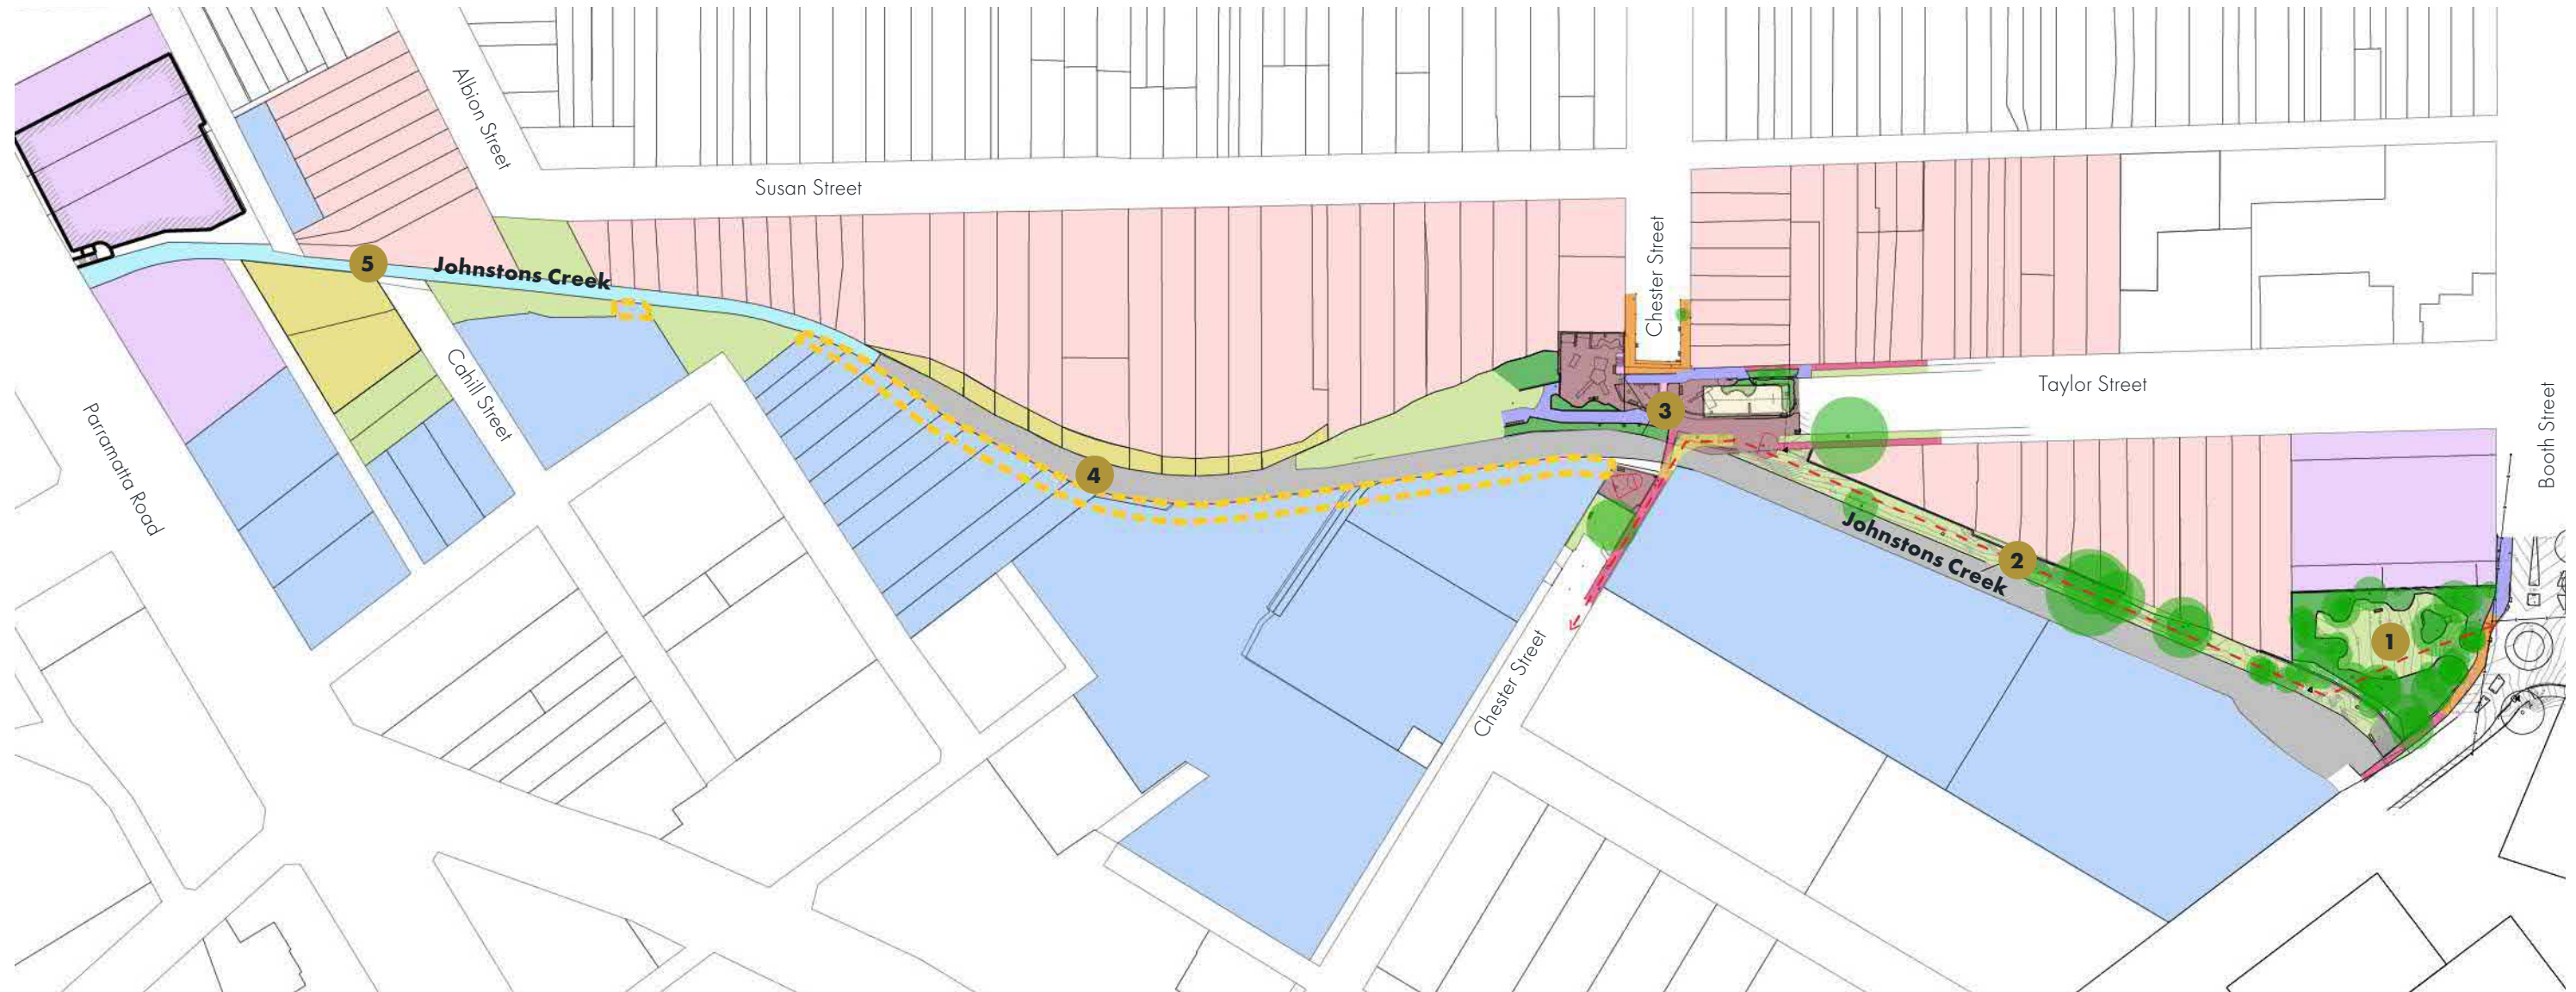 Albion Street
Susan Street
Chester Street
5
Johnstons Creek
Cahill Street
Parramatta Road
4
3
Taylor Street
Booth Street
Johnstons Creek
2
1
Chester Street